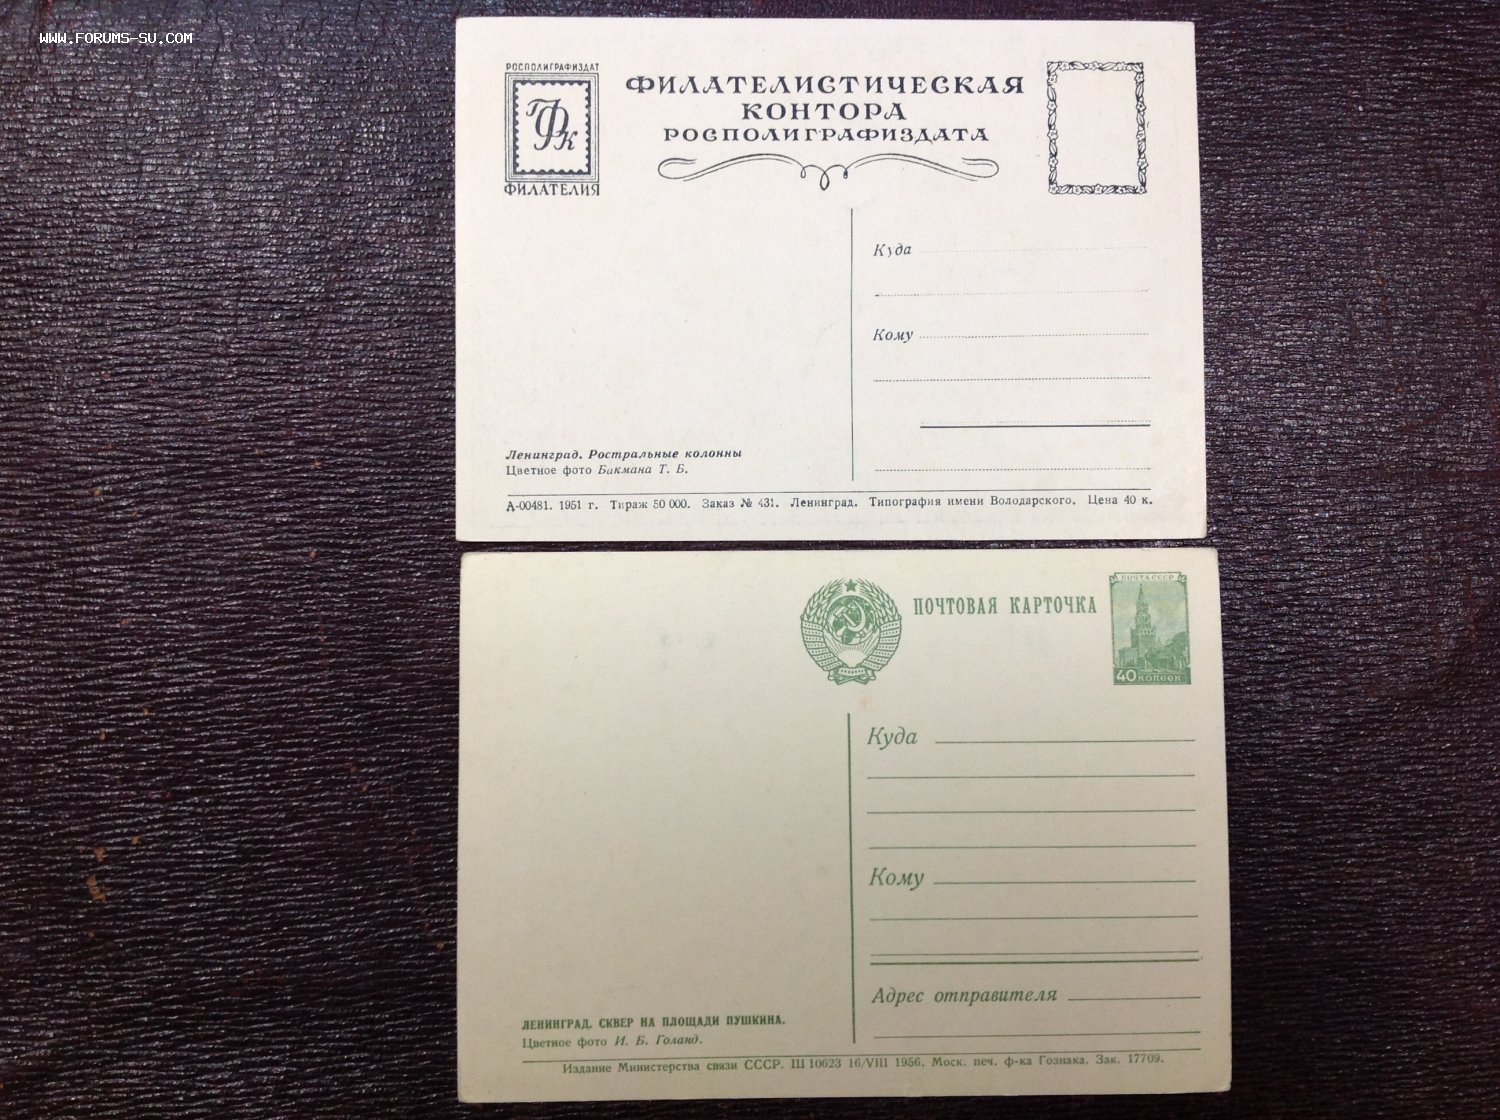 WWW.FORUMS-SU.COM
РОСПОЛИГРАФИЗДАТ
ГФК
ФИЛАТЕЛИЯ
ФИЛАТЕЛИСТИЧЕСКАЯ
КОНТОРА
РОСПОЛИГРАФИЗДАТА
Куда
Кому
Ленинград. Ростральные колонны
Цветное фото Бакмана Т. Б.
А-00481. 1951 г. Тираж 50 000. Заказ № 431. Ленинград. Типография имени Володарского. Цена 40 к.
ПОЧТОВАЯ КАРТОЧКА
ПОЧТА СССР
40 КОПЕЕК
Куда
Кому
Адрес отправителя
ЛЕНИНГРАД. СКВЕР НА ПЛОЩАДИ ПУШКИНА.
Цветное фото И. Б. Голанд.
Издание Министерства связи СССР. Ш 10623 16/VIII 1956. Моск. печ. ф-ка Гознака. Зак. 17709.